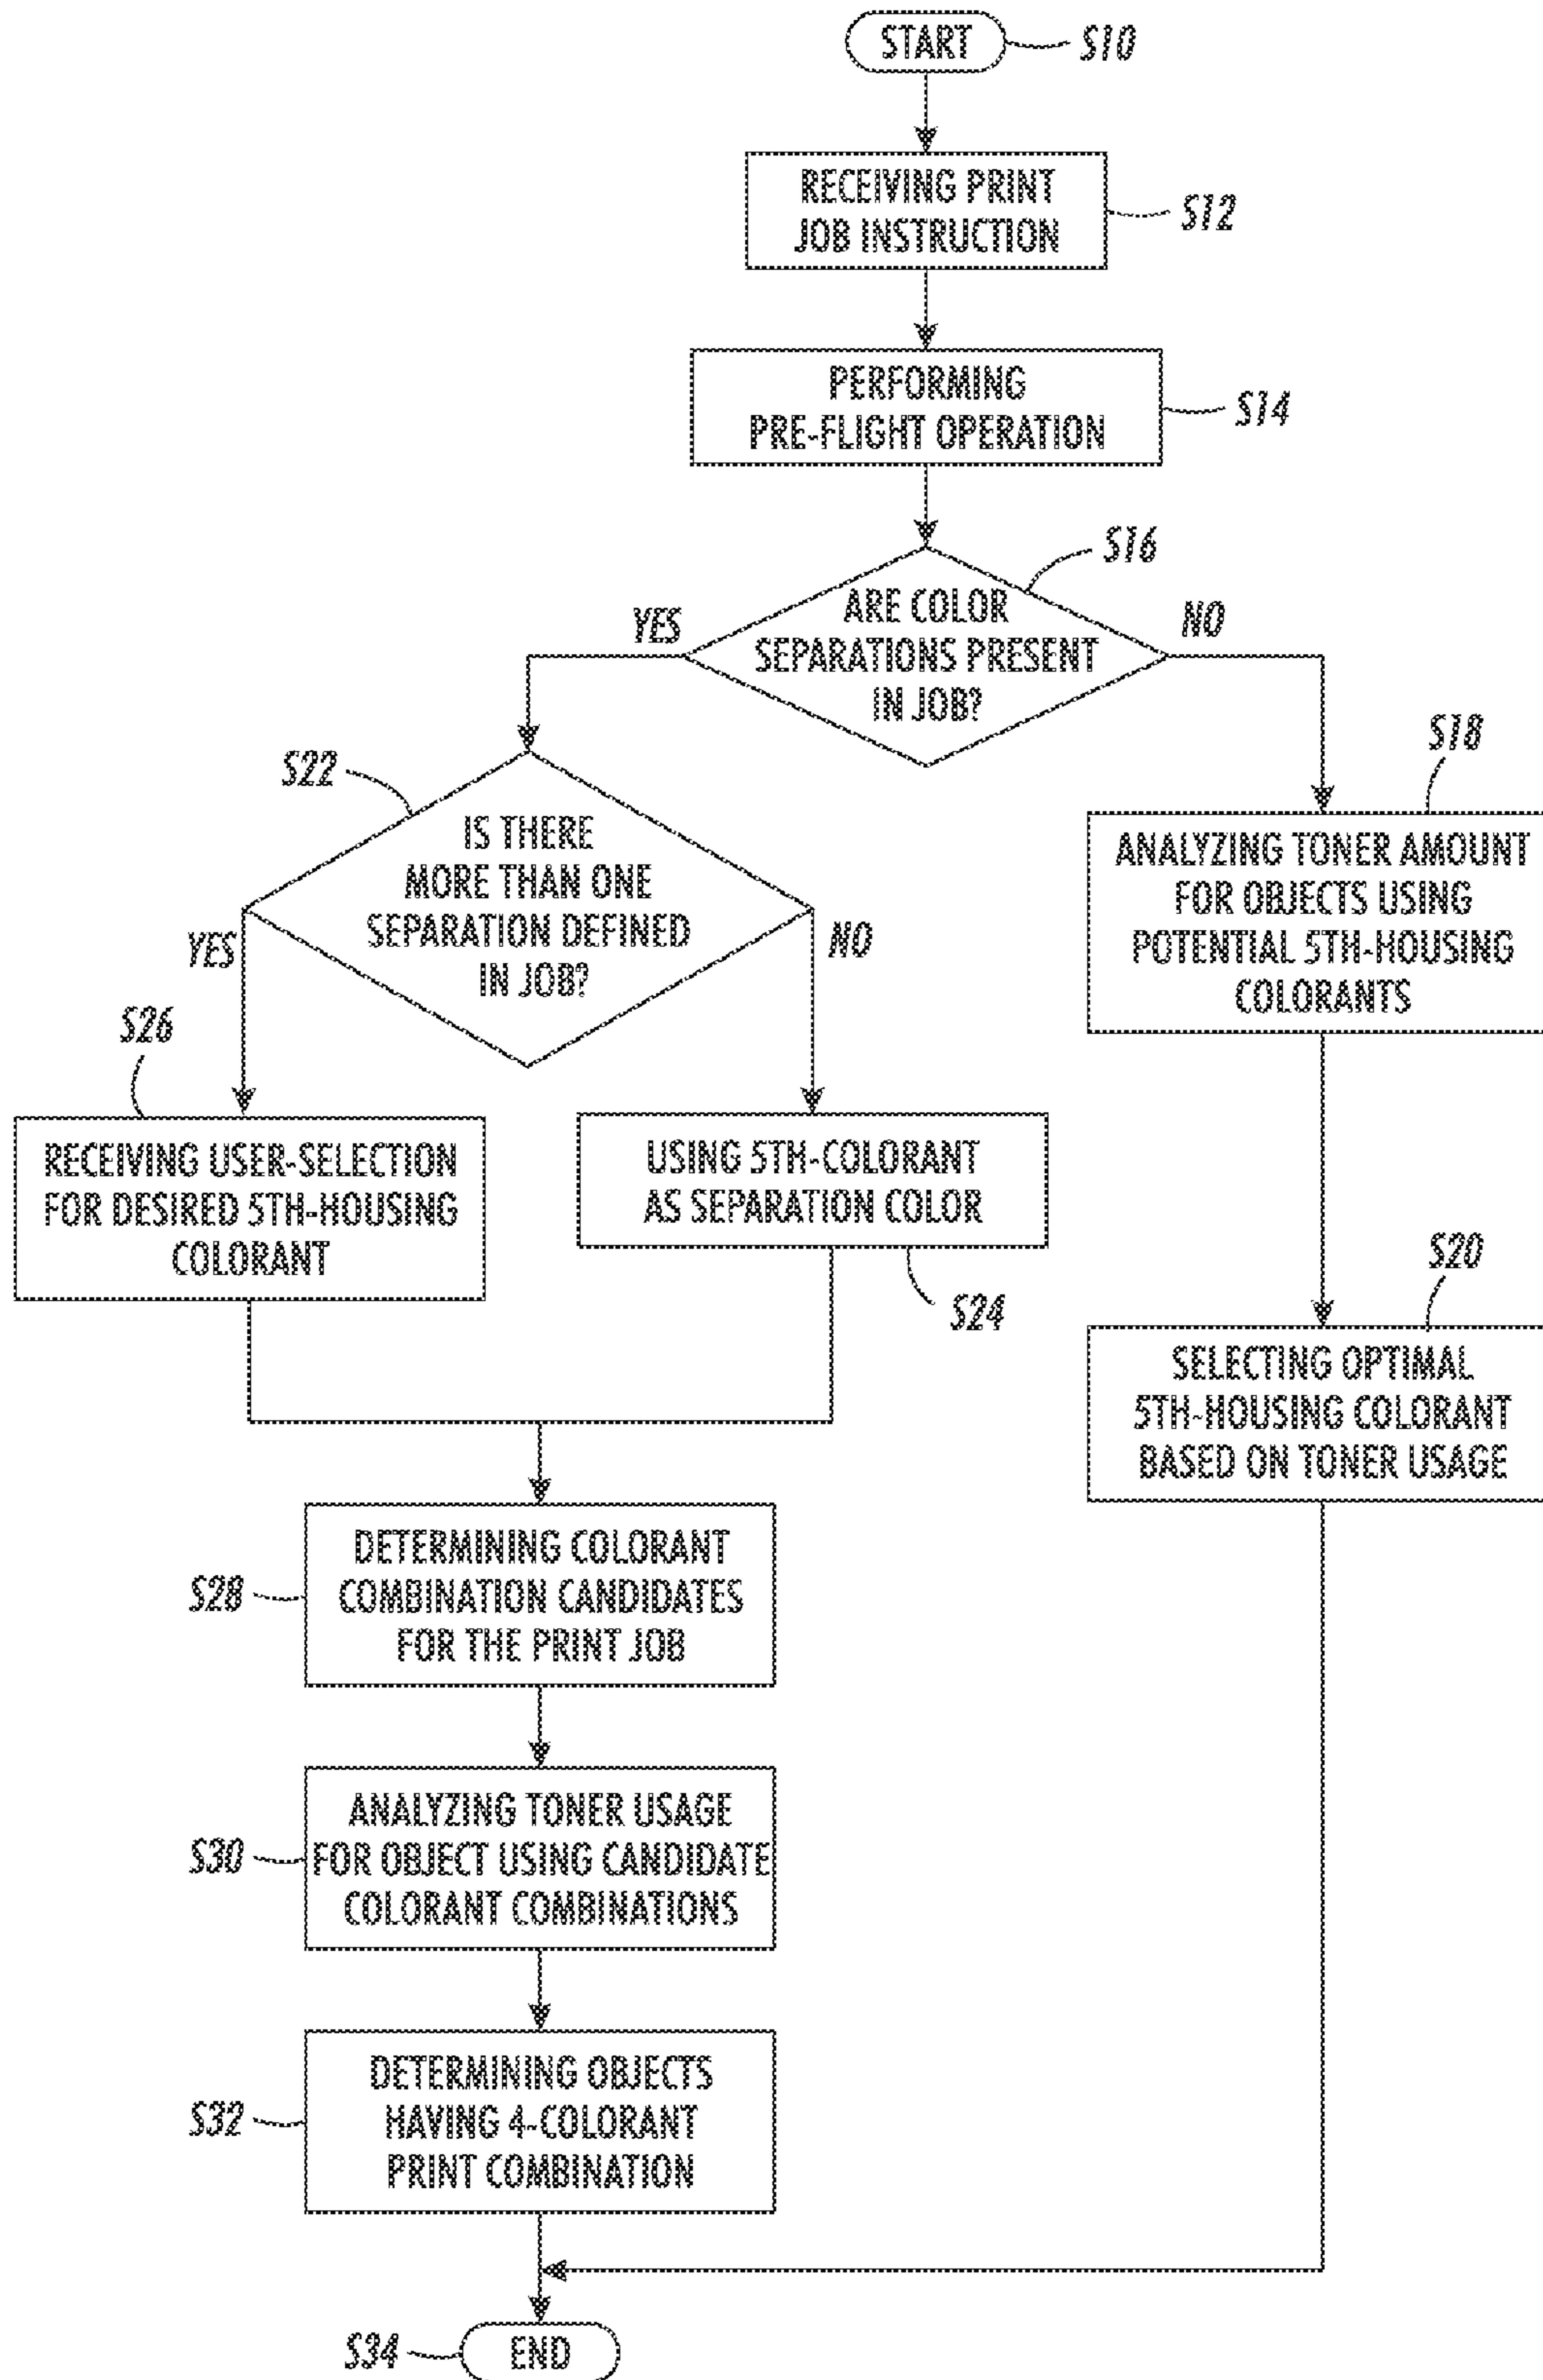 START
S10
RECEIVING PRINT
JOB INSTRUCTION
S12
PERFORMING
PRE-FLIGHT OPERATION
S14
S16
ARE COLOR
SEPARATIONS PRESENT
IN JOB?
YES
NO
S22
IS THERE
MORE THAN ONE
SEPARATION DEFINED
IN JOB?
YES
NO
S18
ANALYZING TONER AMOUNT
FOR OBJECTS USING
POTENTIAL 5TH-HOUSING
COLORANTS
S26
RECEIVING USER-SELECTION
FOR DESIRED 5TH-HOUSING
COLORANT
USING 5TH-COLORANT
AS SEPARATION COLOR
S24
S20
SELECTING OPTIMAL
5TH-HOUSING COLORANT
BASED ON TONER USAGE
S28
DETERMINING COLORANT
COMBINATION CANDIDATES
FOR THE PRINT JOB
S30
ANALYZING TONER USAGE
FOR OBJECT USING CANDIDATE
COLORANT COMBINATIONS
S32
DETERMINING OBJECTS
HAVING 4-COLORANT
PRINT COMBINATION
S34
END